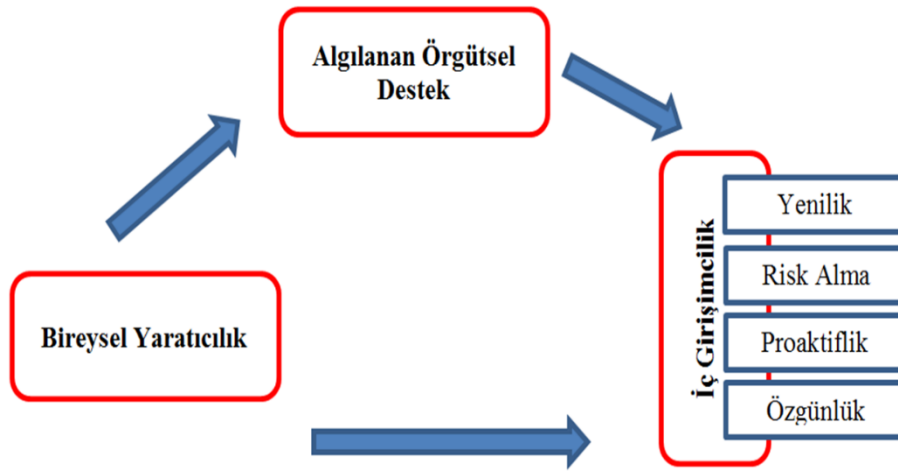 Algılanan Örgütsel
Destek
Bireysel Yaratıcılık
İç Girişimcilik
Yenilik
Risk Alma
Proaktiflik
Özgünlük